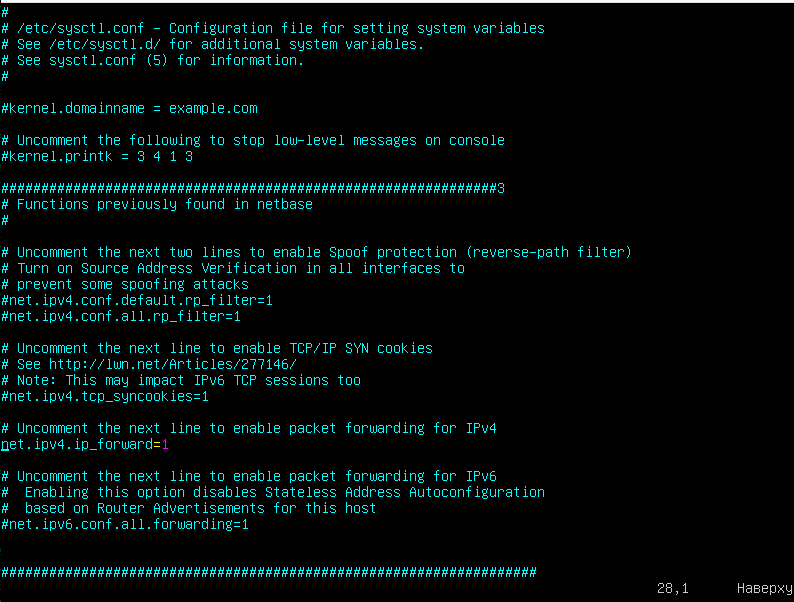 #
# /etc/sysctl.conf - Configuration file for setting system variables
# See /etc/sysctl.d/ for additional system variables.
# See sysctl.conf (5) for information.
#
#kernel.domainname = example.com
# Uncomment the following to stop low-level messages on console
#kernel.printk = 3 4 1 3
##############################################################3
# Functions previously found in netbase
#
# Uncomment the next two lines to enable Spoof protection (reverse-path filter)
# Turn on Source Address Verification in all interfaces to
# prevent some spoofing attacks
#net.ipv4.conf.default.rp_filter=1
#net.ipv4.conf.all.rp_filter=1
# Uncomment the next line to enable TCP/IP SYN cookies
# See http://lwn.net/Articles/277146/
# Note: This may impact IPv6 TCP sessions too
#net.ipv4.tcp_syncookies=1
# Uncomment the next line to enable packet forwarding for IPv4
net.ipv4.ip_forward=1
# Uncomment the next line to enable packet forwarding for IPv6
#  Enabling this option disables Stateless Address Autoconfiguration
#  based on Router Advertisements for this host
#net.ipv6.conf.all.forwarding=1
###################################################################
28,1 Наверху